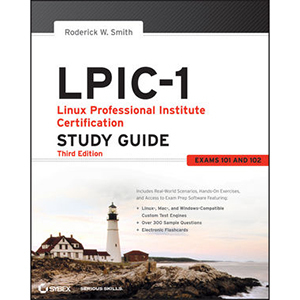 Roderick W. Smith
LPIC-1
Linux Professional Institute
Certification
STUDY GUIDE
Third Edition
EXAMS 101 AND 102
Includes Real-World Scenarios, Hands-On Exercises,
and Access to Exam Prep Software Featuring:
• Linux-, Mac-, and Windows-Compatible
Custom Test Engines
• Over 300 Sample Questions
• Electronic Flashcards
SYBEX
SERIOUS SKILLS.